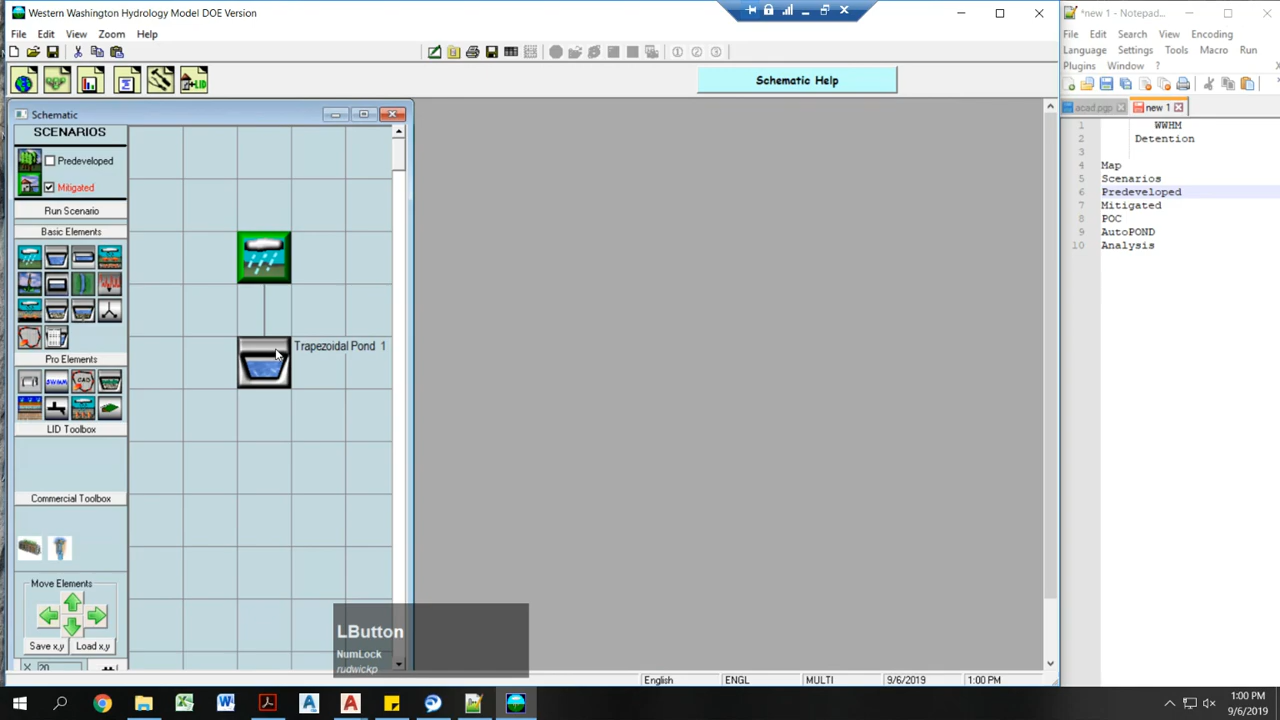 Western Washington Hydrology Model DOE Version
File Edit View Zoom Help
Schematic Help
Schematic
SCENARIOS
Predeveloped
Mitigated
Run Scenario
Basic Elements
Pro Elements
LID Toolbox
Commercial Toolbox
Move Elements
Save x,y Load x,y
X 20
Trapezoidal Pond 1
LButton
NumLock
rudwickp
English ENGL MULTI 9/6/2019 1:00 PM
*new 1 - Notepad...
File Edit Search View Encoding
Language Settings Tools Macro Run
Plugins Window ?
acad.pgp new 1
1 WWHM
2 Detention
3
4 Map
5 Scenarios
6 Predeveloped
7 Mitigated
8 POC
9 AutoPOND
10 Analysis
1:00 PM
9/6/2019